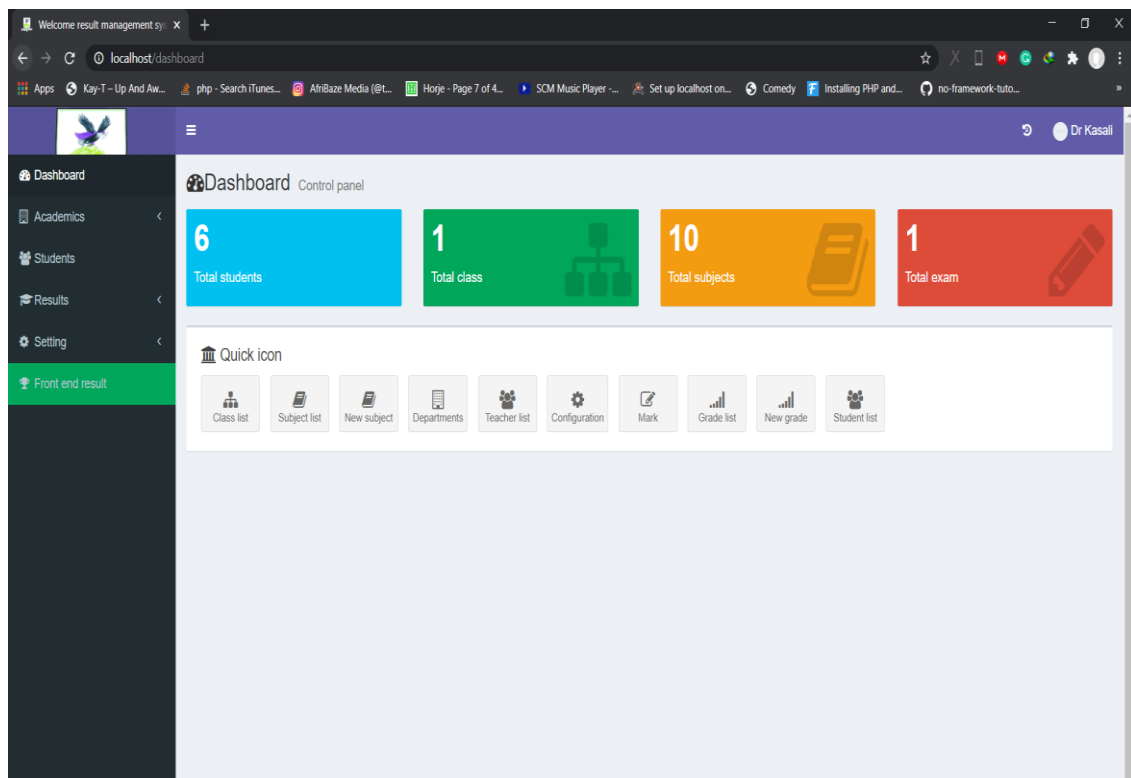 Welcome result management sys
localhost/dashboard
Apps Kay-T – Up And Aw... php - Search iTunes... AfriBaze Media (@t... Horje - Page 7 of 4... SCM Music Player -... Set up localhost on... Comedy Installing PHP and... no-framework-tuto... »
Dr Kasali
Dashboard
Academics
Students
Results
Setting
Front end result
Dashboard Control panel
6
Total students
1
Total class
10
Total subjects
1
Total exam
Quick icon
Class list
Subject list
New subject
Departments
Teacher list
Configuration
Mark
Grade list
New grade
Student list